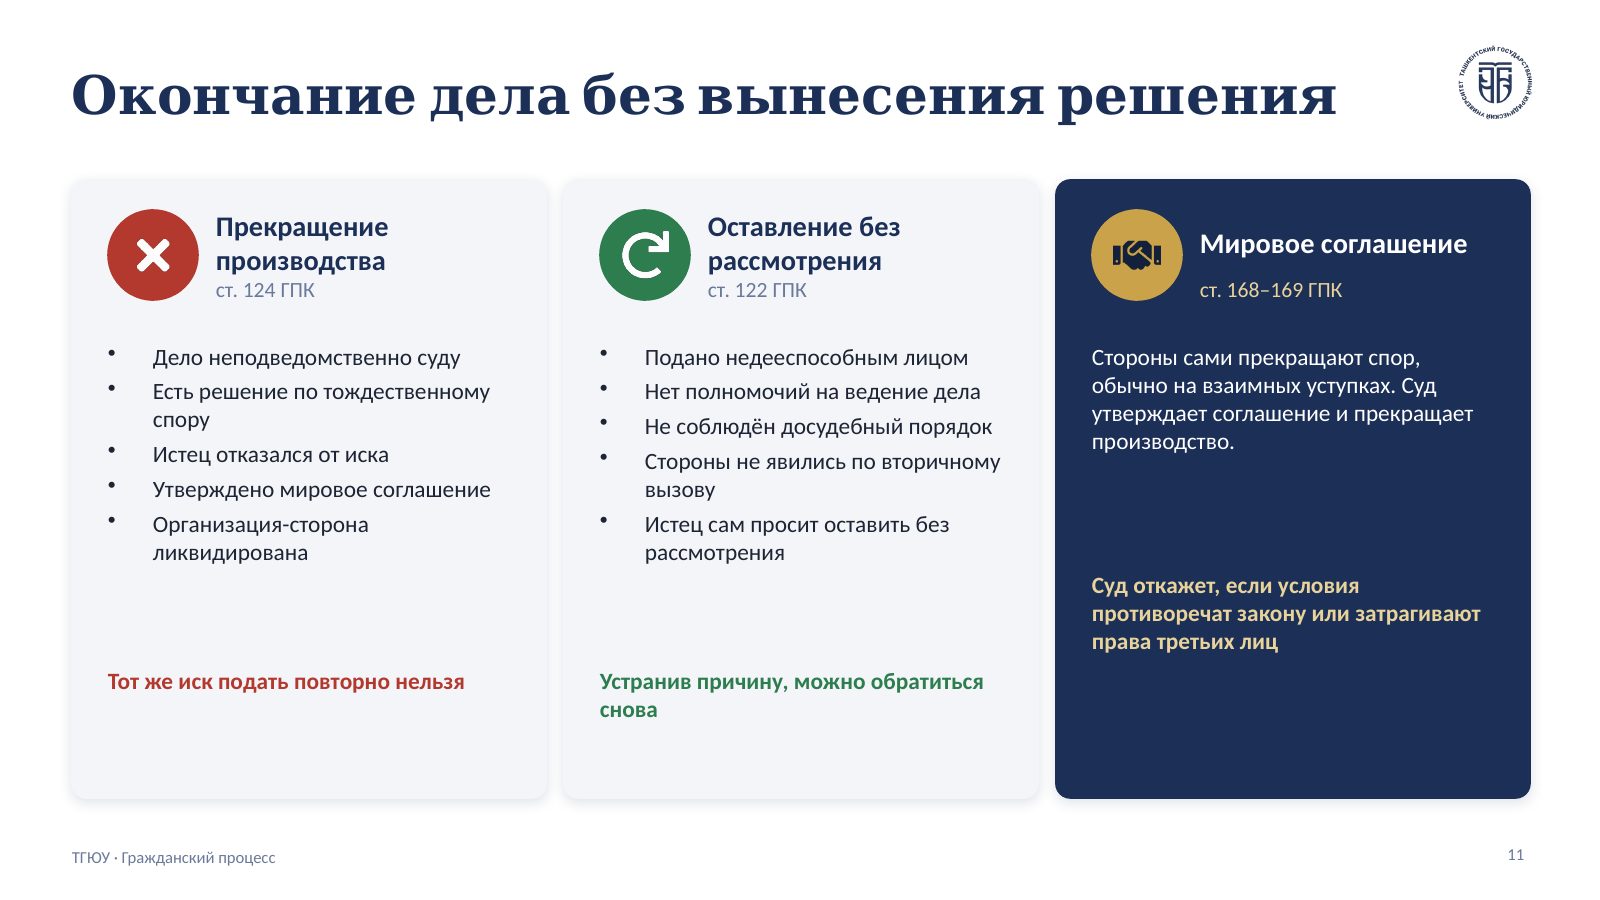 Окончание дела без вынесения решения
ТАШКЕНТСКИЙ ГОСУДАРСТВЕННЫЙ ЮРИДИЧЕСКИЙ УНИВЕРСИТЕТ
Прекращение
производства
ст. 124 ГПК
• Дело неподведомственно суду
• Есть решение по тождественному
спору
• Истец отказался от иска
• Утверждено мировое соглашение
• Организация-сторона
ликвидирована
Тот же иск подать повторно нельзя
Оставление без
рассмотрения
ст. 122 ГПК
• Подано недееспособным лицом
• Нет полномочий на ведение дела
• Не соблюдён досудебный порядок
• Стороны не явились по вторичному
вызову
• Истец сам просит оставить без
рассмотрения
Устранив причину, можно обратиться
снова
Мировое соглашение
ст. 168–169 ГПК
Стороны сами прекращают спор,
обычно на взаимных уступках. Суд
утверждает соглашение и прекращает
производство.
Суд откажет, если условия
противоречат закону или затрагивают
права третьих лиц
ТГЮУ · Гражданский процесс
11